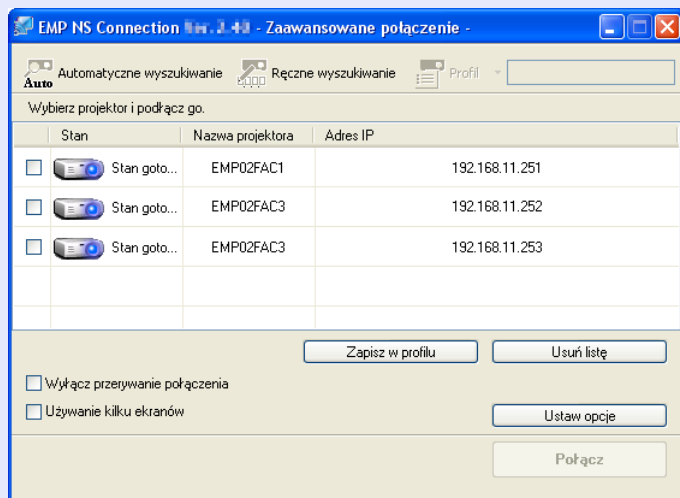 EMP NS Connection - Zaawansowane połączenie -
Auto Automatyczne wyszukiwanie Ręczne wyszukiwanie Profil
Wybierz projektor i podłącz go.
Stan Nazwa projektora Adres IP
Stan goto... EMP02FAC1 192.168.11.251
Stan goto... EMP02FAC3 192.168.11.252
Stan goto... EMP02FAC3 192.168.11.253
Zapisz w profilu Usuń listę
Wyłącz przerywanie połączenia
Używanie kilku ekranów Ustaw opcje
Połącz